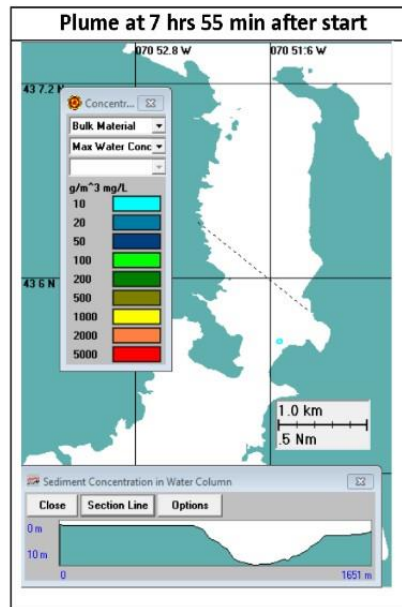 Plume at 7 hrs 55 min after start
070 52.8 W 070 51.6 W
43 7.2 N
Concentr...
Bulk Material
Max Water Conc
g/m^3 mg/L
10
20
50
100
200
500
1000
2000
5000
43 6 N
1.0 km
.5 Nm
Sediment Concentration in Water Column
Close Section Line Options
0 m
10 m
0 1651 m